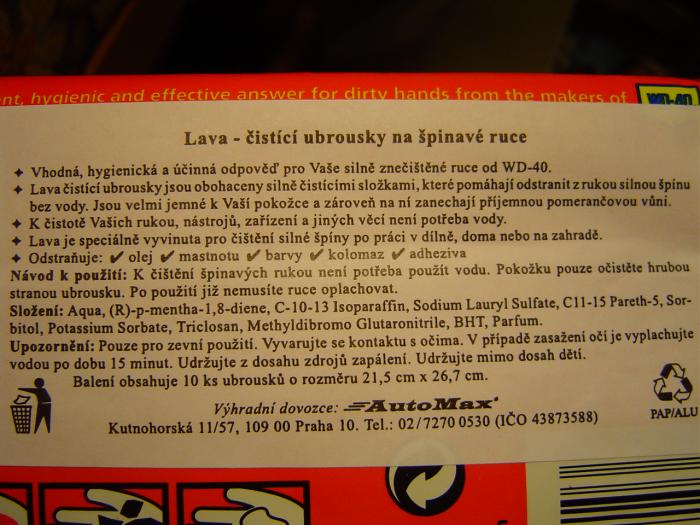 nt, hygienic and effective answer for dirty hands from the makers of WD-40
Lava - čistící ubrousky na špinavé ruce
✦ Vhodná, hygienická a účinná odpověď pro Vaše silně znečištěné ruce od WD-40.
✦ Lava čistící ubrousky jsou obohaceny silně čistícími složkami, které pomáhají odstranit z rukou silnou špínu
bez vody. Jsou velmi jemné k Vaší pokožce a zároveň na ní zanechají příjemnou pomerančovou vůni.
✦ K čistotě Vašich rukou, nástrojů, zařízení a jiných věcí není potřeba vody.
✦ Lava je speciálně vyvinuta pro čištění silné špíny po práci v dílně, doma nebo na zahradě.
✦ Odstraňuje: ✔ olej ✔ mastnotu ✔ barvy ✔ kolomaz ✔ adheziva
Návod k použití: K čištění špinavých rukou není potřeba použít vodu. Pokožku pouze očistěte hrubou
stranou ubrousku. Po použití již nemusíte ruce oplachovat.
Složení: Aqua, (R)-p-mentha-1,8-diene, C-10-13 Isoparaffin, Sodium Lauryl Sulfate, C11-15 Pareth-5, Sor-
bitol, Potassium Sorbate, Triclosan, Methyldibromo Glutaronitrile, BHT, Parfum.
Upozornění: Pouze pro zevní použití. Vyvarujte se kontaktu s očima. V případě zasažení očí je vyplachujte
vodou po dobu 15 minut. Udržujte z dosahu zdrojů zapálení. Udržujte mimo dosah dětí.
Balení obsahuje 10 ks ubrousků o rozměru 21,5 cm x 26,7 cm.
Výhradní dovozce: AutoMax
Kutnohorská 11/57, 109 00 Praha 10. Tel.: 02/7270 0530 (IČO 43873588)
PAP/ALU